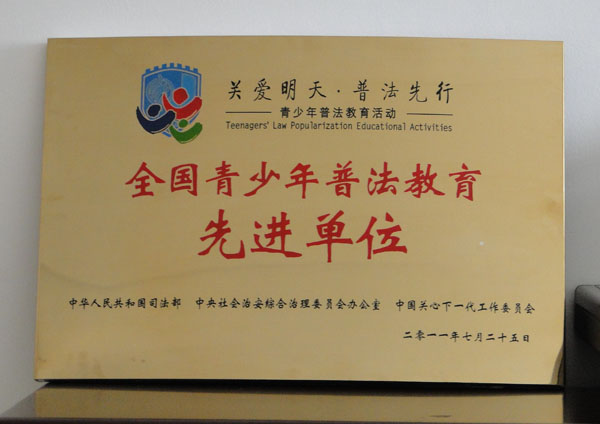 关爱明天·普法先行
青少年普法教育活动
Teenagers' Law Popularization Educational Activities
全国青少年普法教育
先进单位
中华人民共和国司法部 中央社会治安综合治理委员会办公室 中国关心下一代工作委员会
二零一一年七月二十五日